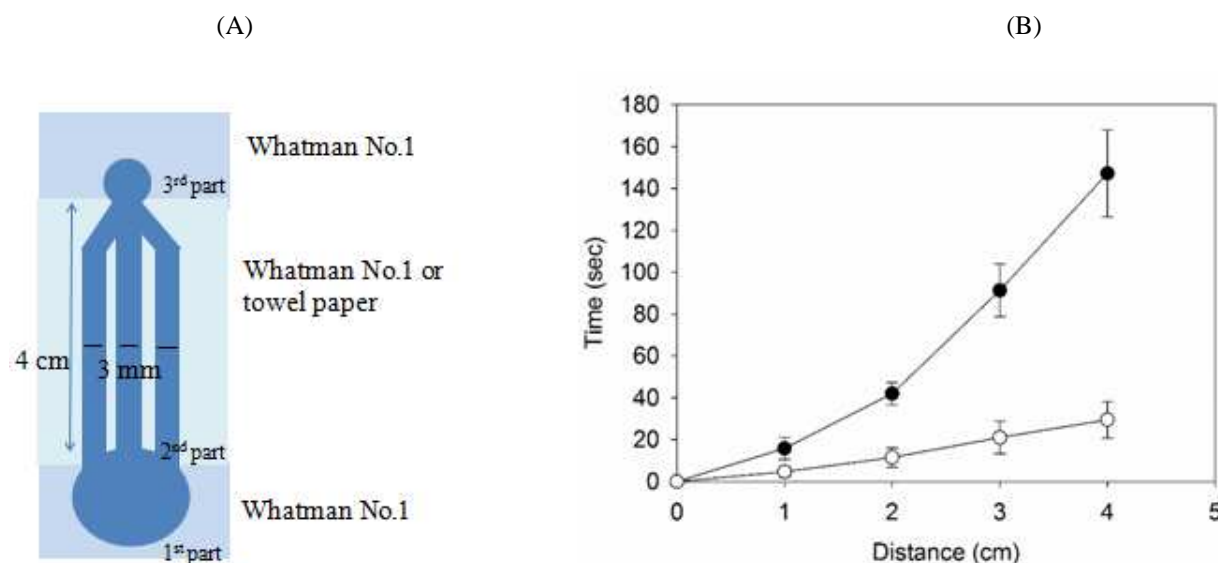 (A)
(B)
Whatman No.1
3rd part
Whatman No.1 or
towel paper
4 cm
3 mm
2nd part
Whatman No.1
1st part
180
160
140
120
100
80
60
40
20
0
Time (sec)
0 1 2 3 4 5
Distance (cm)